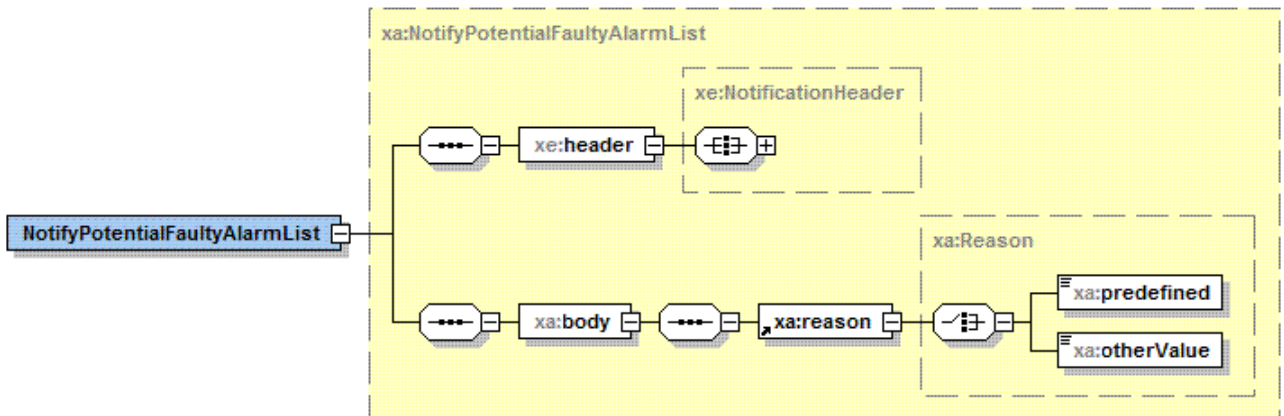 xa:NotifyPotentialFaultyAlarmList
xe:NotificationHeader
xe:header
NotifyPotentialFaultyAlarmList
xa:Reason
xa:predefined
xa:body
xa:reason
xa:otherValue